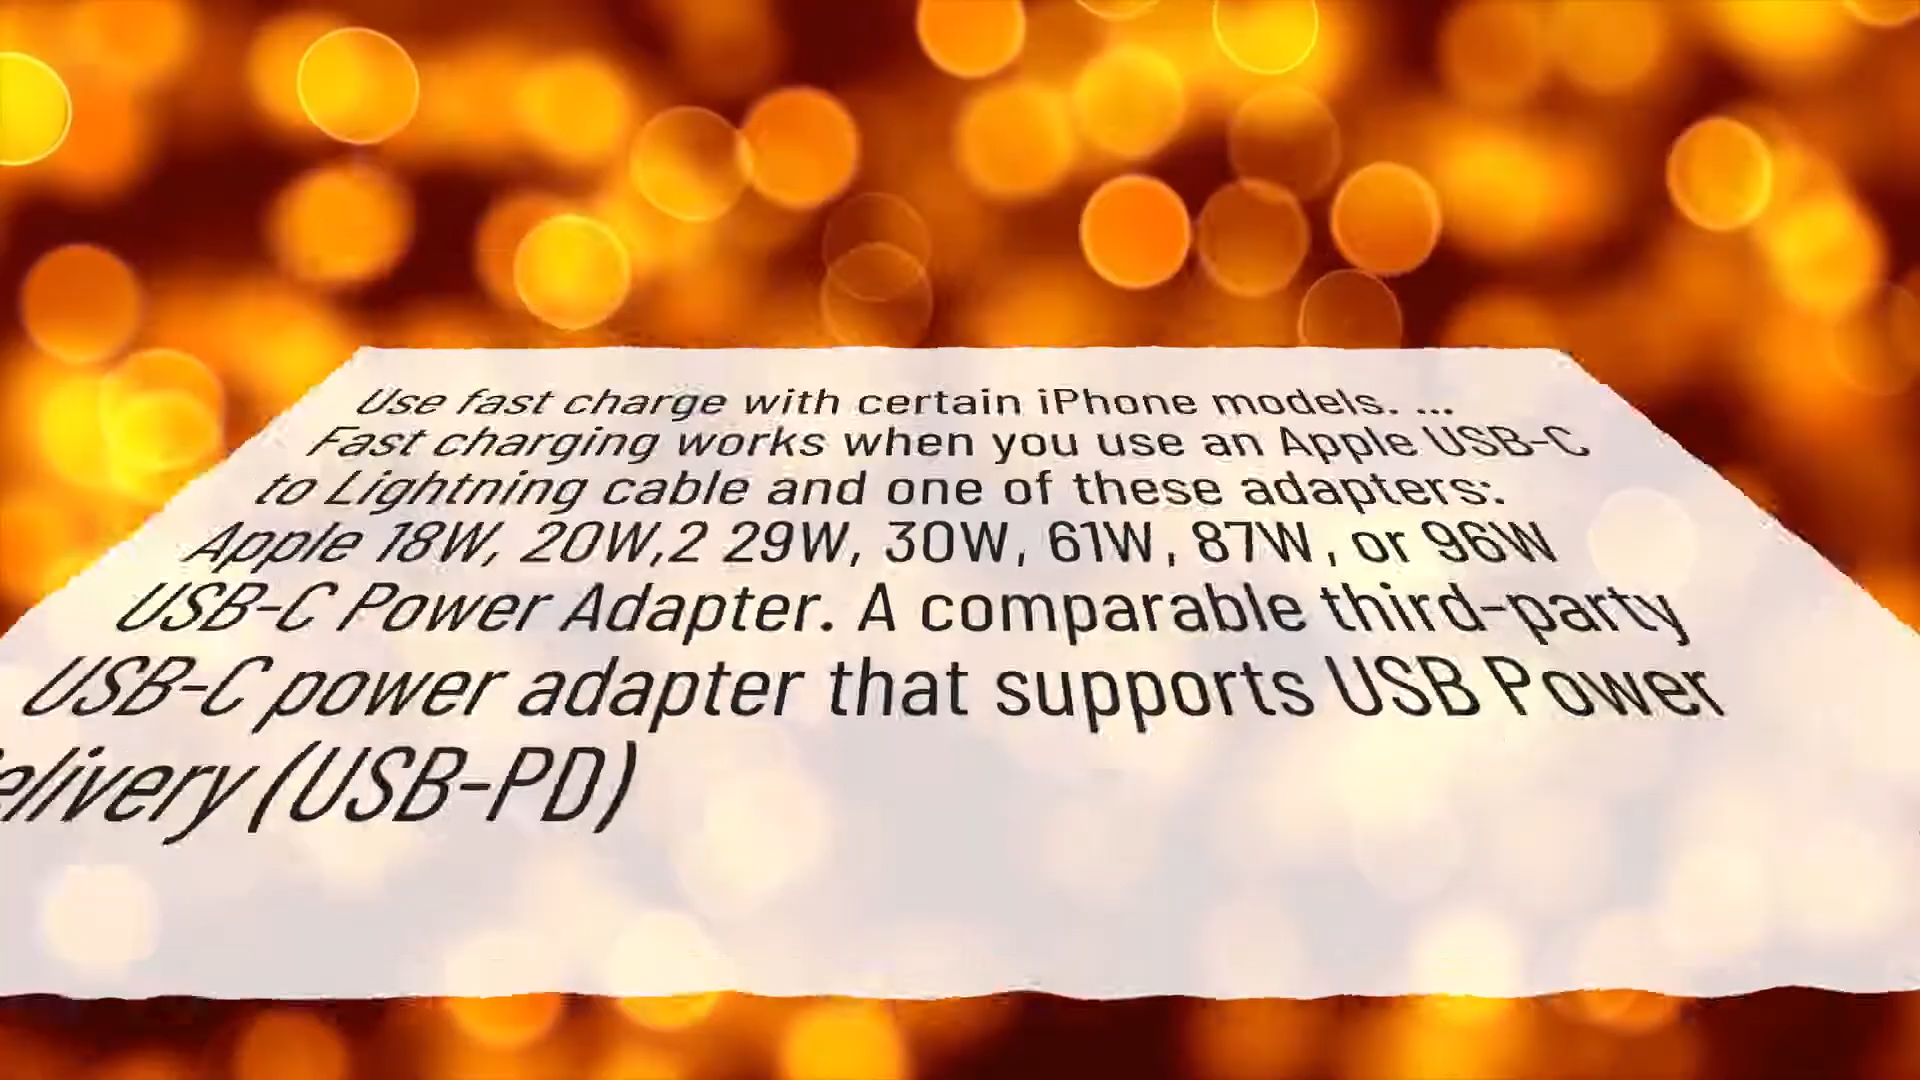 Use fast charge with certain iPhone models. ...
Fast charging works when you use an Apple USB-C
to Lightning cable and one of these adapters:.
Apple 18W, 20W,2 29W, 30W, 61W, 87W, or 96W
USB-C Power Adapter. A comparable third-party
USB-C power adapter that supports USB Power
elivery (USB-PD)